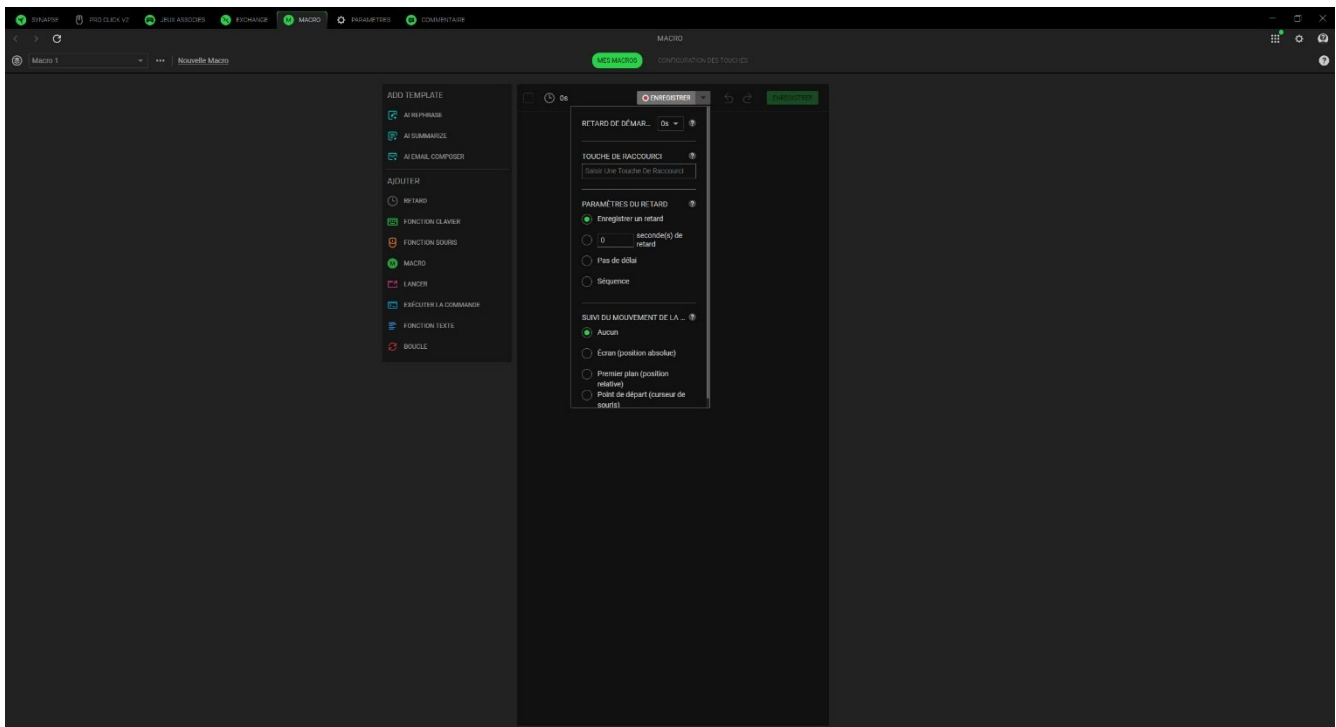 SYNAPSE PRO CLICK V2 JEUX ASSOCIES EXCHANGE MACRO PARAMETRES COMMENTAIRE
MACRO
Macro 1 Nouvelle Macro MES MACROS CONFIGURATION DES TOUCHES
ADD TEMPLATE
AI REPHRASE
AI SUMMARIZE
AI EMAIL COMPOSER
AJOUTER
RETARD
FONCTION CLAVIER
FONCTION SOURIS
MACRO
LANCER
EXÉCUTER LA COMMANDE
FONCTION TEXTE
BOUCLE
0s ENREGISTRER ENREGISTRER
RETARD DE DÉMAR... 0s
TOUCHE DE RACCOURCI
Saisir Une Touche De Raccourci
PARAMÈTRES DU RETARD
Enregistrer un retard
0 seconde(s) de
retard
Pas de délai
Séquence
SUIVI DU MOUVEMENT DE LA ...
Aucun
Écran (position absolue)
Premier plan (position
relative)
Point de départ (curseur de
souris)